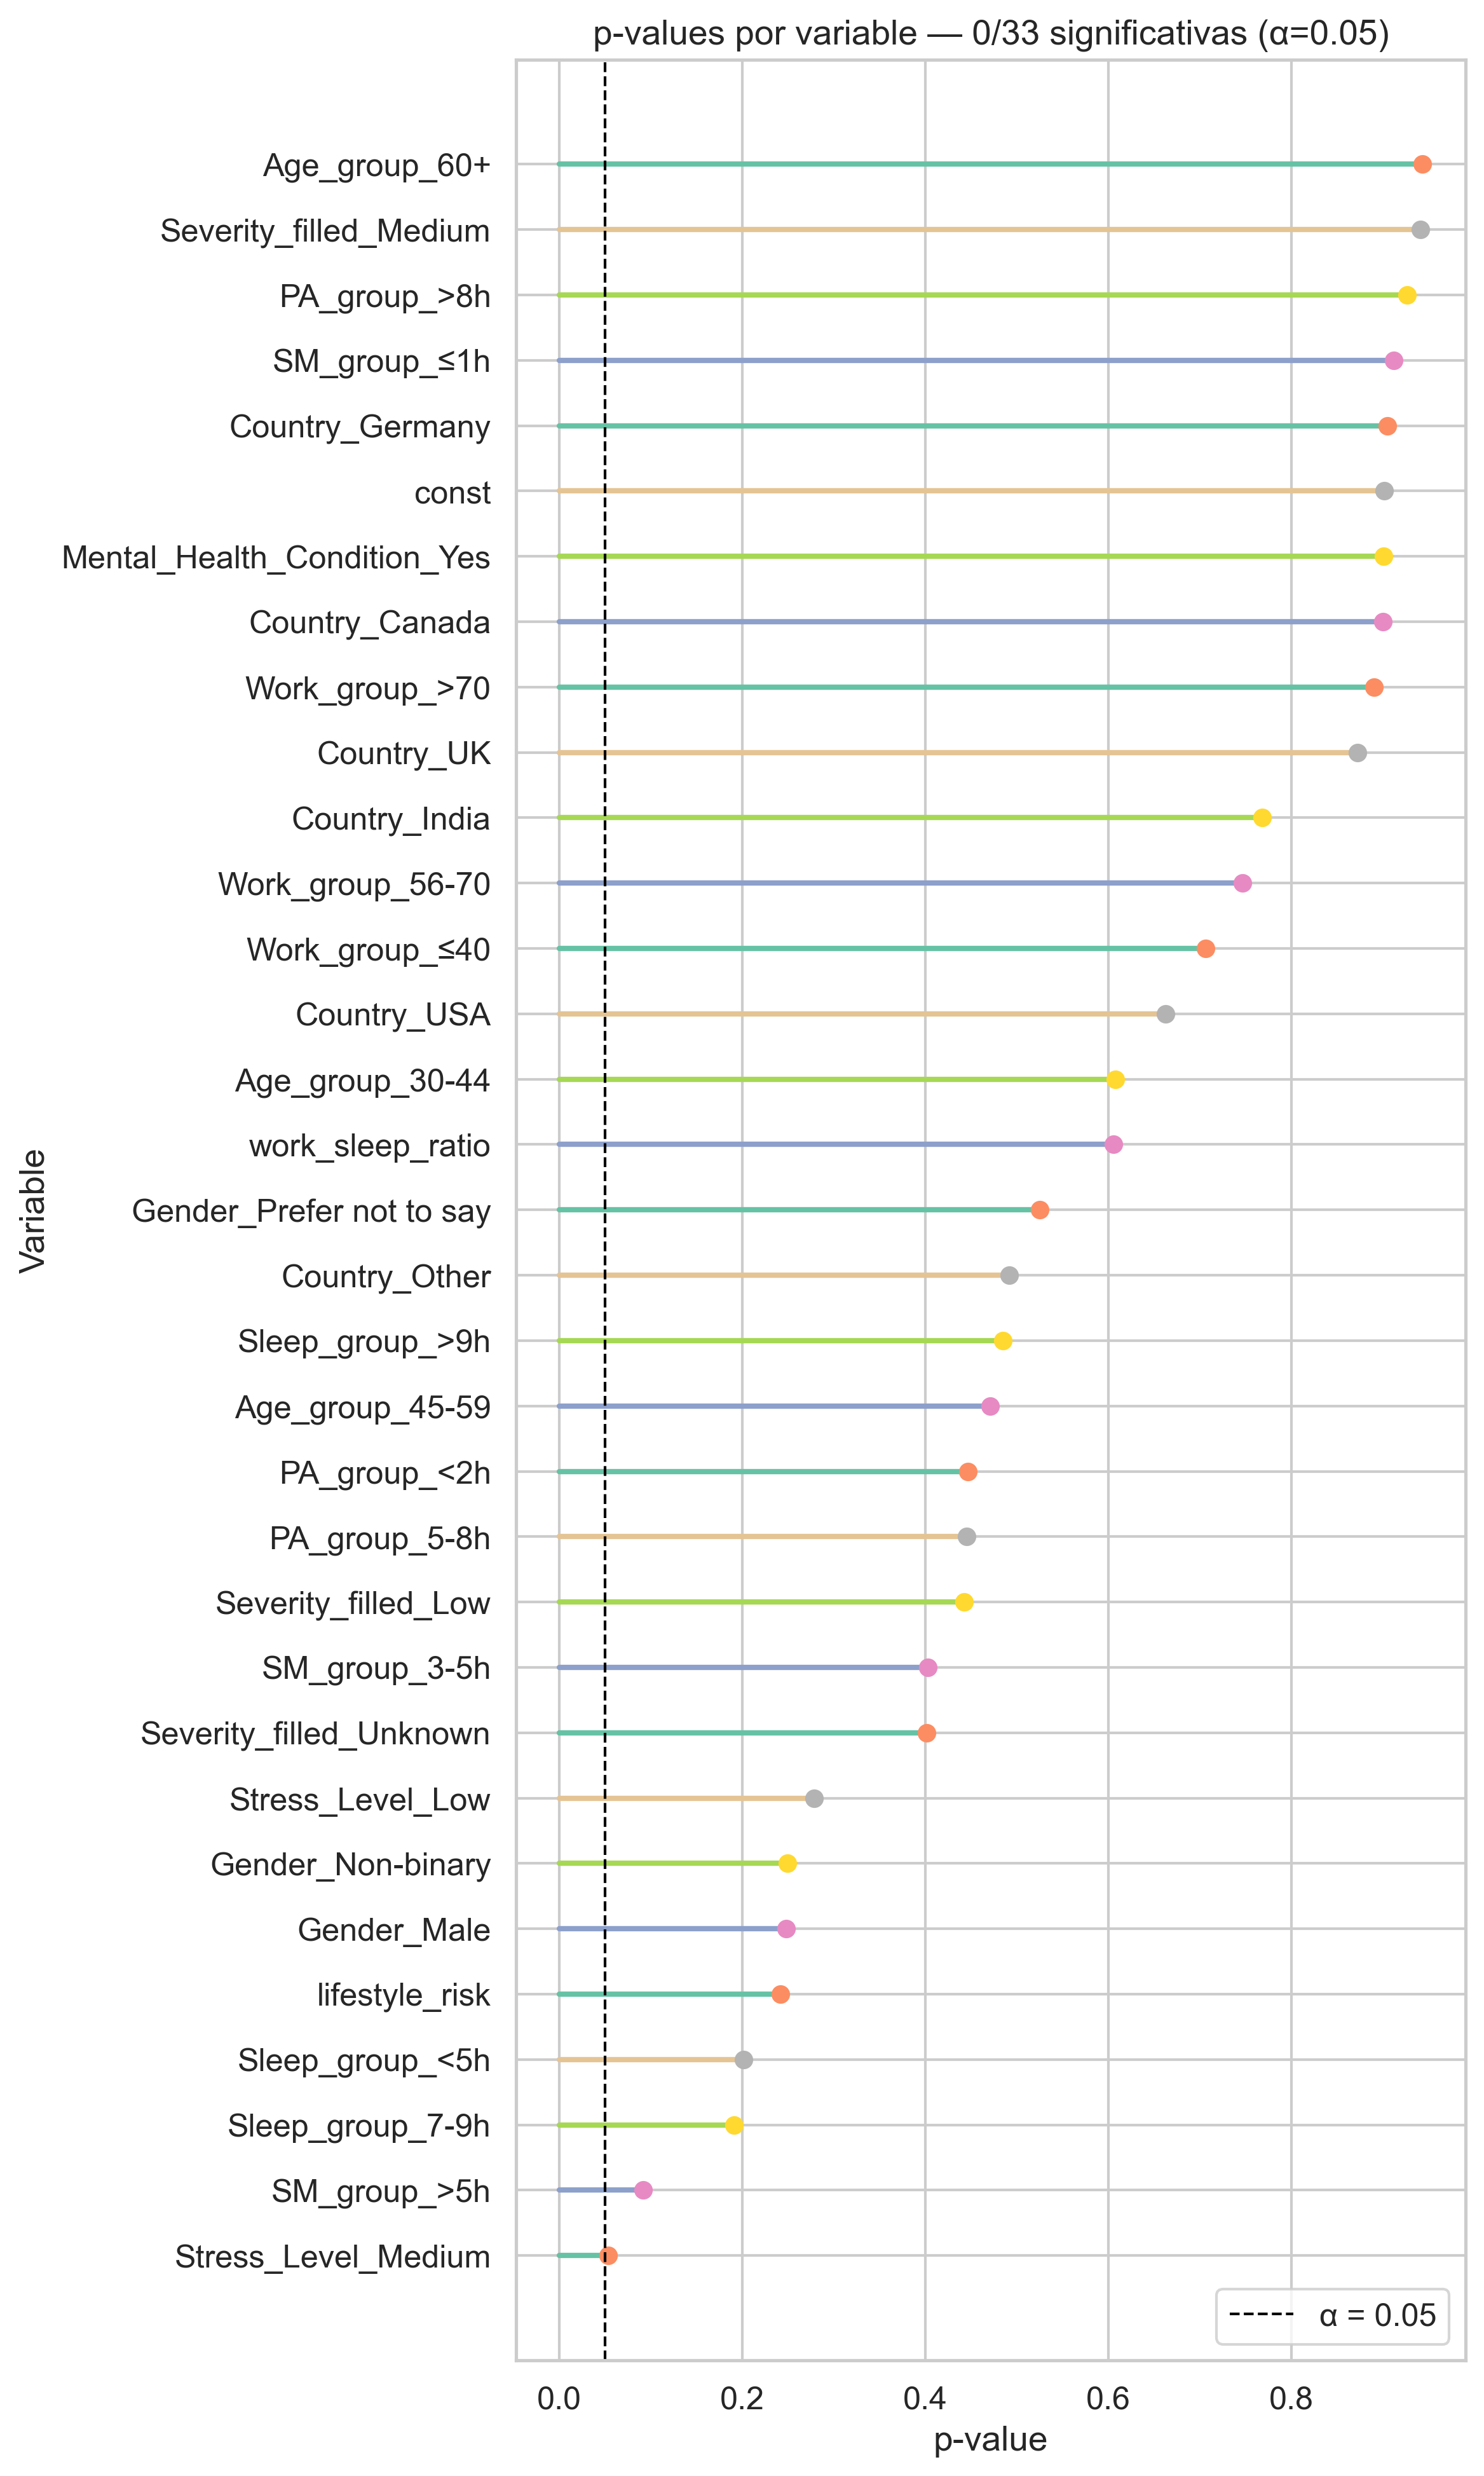 p-values por variable — 0/33 significativas (α=0.05)
Age_group_60+
Severity_filled_Medium
PA_group_>8h
SM_group_≤1h
Country_Germany
const
Mental_Health_Condition_Yes
Country_Canada
Work_group_>70
Country_UK
Country_India
Work_group_56-70
Work_group_≤40
Country_USA
Age_group_30-44
work_sleep_ratio
Gender_Prefer not to say
Country_Other
Sleep_group_>9h
Age_group_45-59
PA_group_<2h
PA_group_5-8h
Severity_filled_Low
SM_group_3-5h
Severity_filled_Unknown
Stress_Level_Low
Gender_Non-binary
Gender_Male
lifestyle_risk
Sleep_group_<5h
Sleep_group_7-9h
SM_group_>5h
Stress_Level_Medium
Variable
α = 0.05
0.0 0.2 0.4 0.6 0.8
p-value